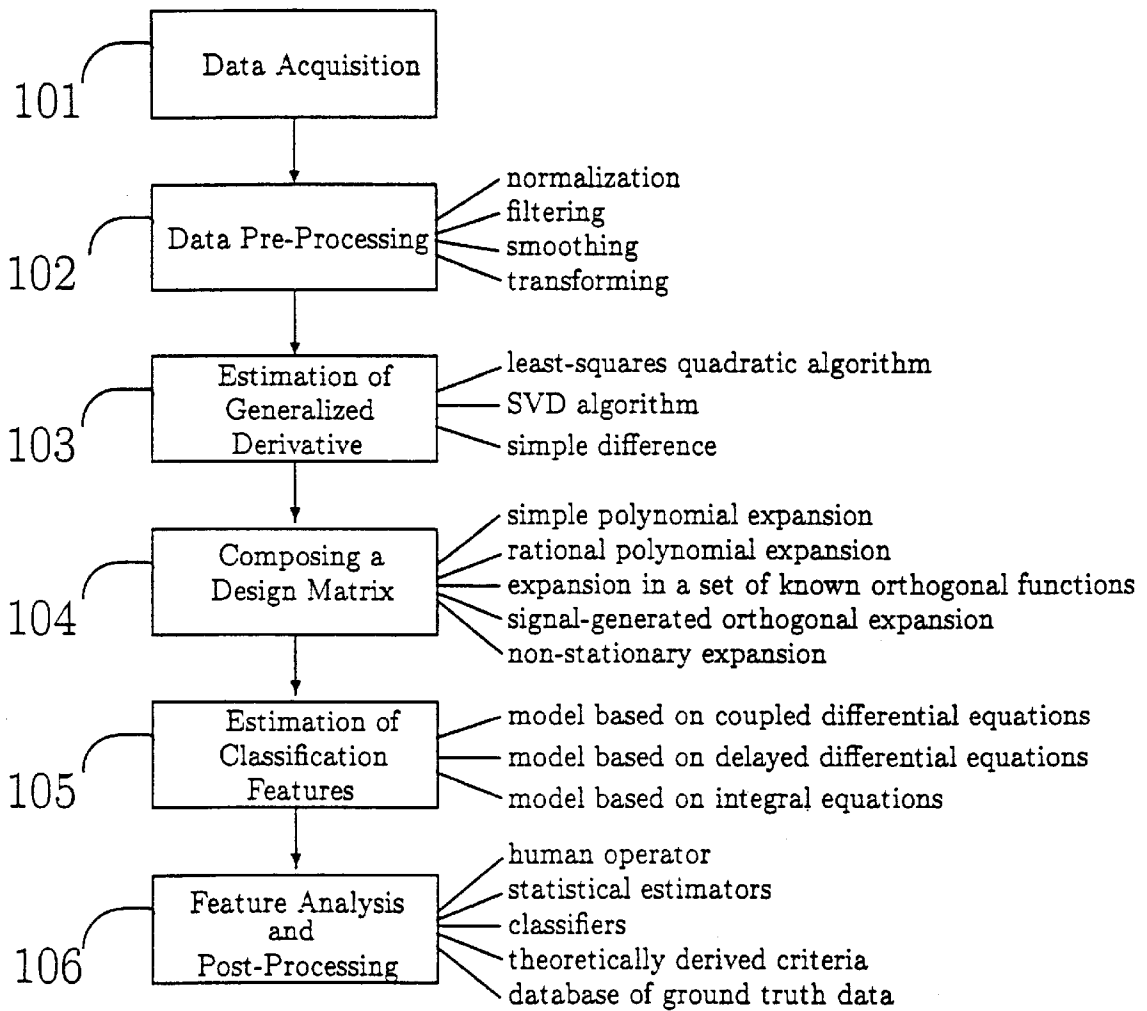 101
Data Acquisition
102
Data Pre-Processing
normalization
filtering
smoothing
transforming
103
Estimation of
Generalized
Derivative
least-squares quadratic algorithm
SVD algorithm
simple difference
104
Composing a
Design Matrix
simple polynomial expansion
rational polynomial expansion
expansion in a set of known orthogonal functions
signal-generated orthogonal expansion
non-stationary expansion
105
Estimation of
Classification
Features
model based on coupled differential equations
model based on delayed differential equations
model based on integral equations
106
Feature Analysis
and
Post-Processing
human operator
statistical estimators
classifiers
theoretically derived criteria
database of ground truth data